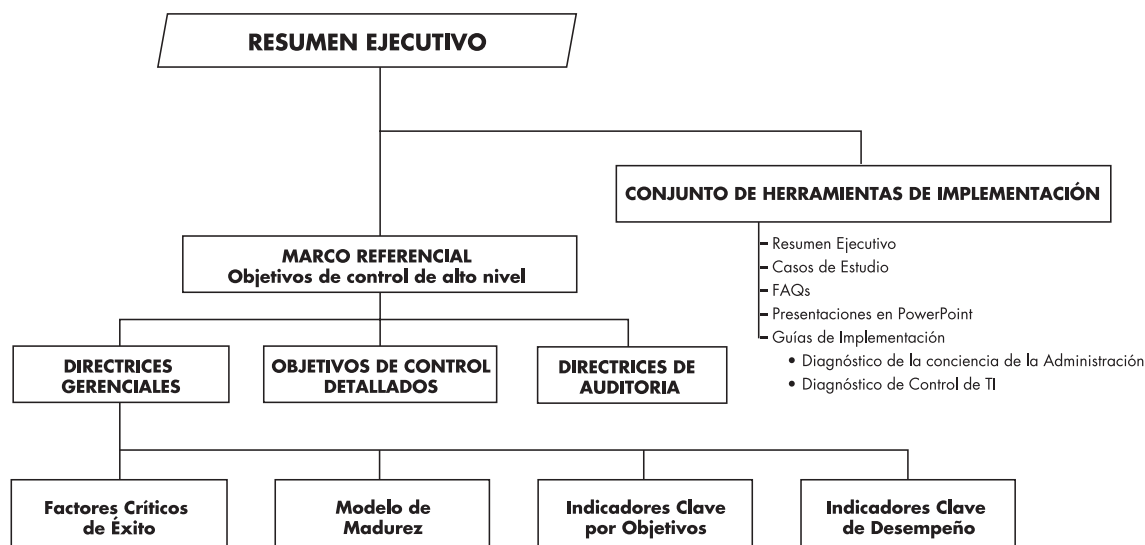 RESUMEN EJECUTIVO
CONJUNTO DE HERRAMIENTAS DE IMPLEMENTACIÓN
Resumen Ejecutivo
Casos de Estudio
FAQs
Presentaciones en PowerPoint
Guías de Implementación
• Diagnóstico de la conciencia de la Administración
• Diagnóstico de Control de TI
MARCO REFERENCIAL
Objetivos de control de alto nivel
DIRECTRICES
GERENCIALES
OBJETIVOS DE CONTROL
DETALLADOS
DIRECTRICES DE
AUDITORIA
Factores Críticos
de Éxito
Modelo de
Madurez
Indicadores Clave
por Objetivos
Indicadores Clave
de Desempeño